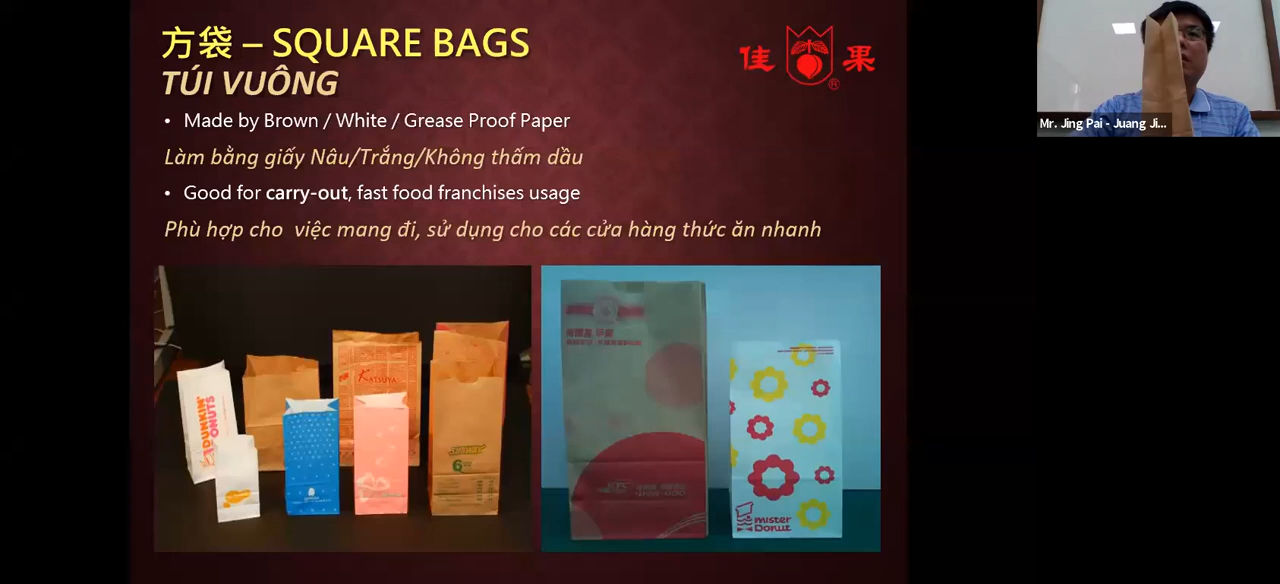 方袋 – SQUARE BAGS
TÚI VUÔNG
佳 果
®
• Made by Brown / White / Grease Proof Paper
Làm bằng giấy Nâu/Trắng/Không thấm dầu
• Good for carry-out, fast food franchises usage
Phù hợp cho việc mang đi, sử dụng cho các cửa hàng thức ăn nhanh
Mr. Jing Pai - Juang Ji...
DUNKIN'
DONUTS
KATSUYA
SUBWAY
6
mister
Donut